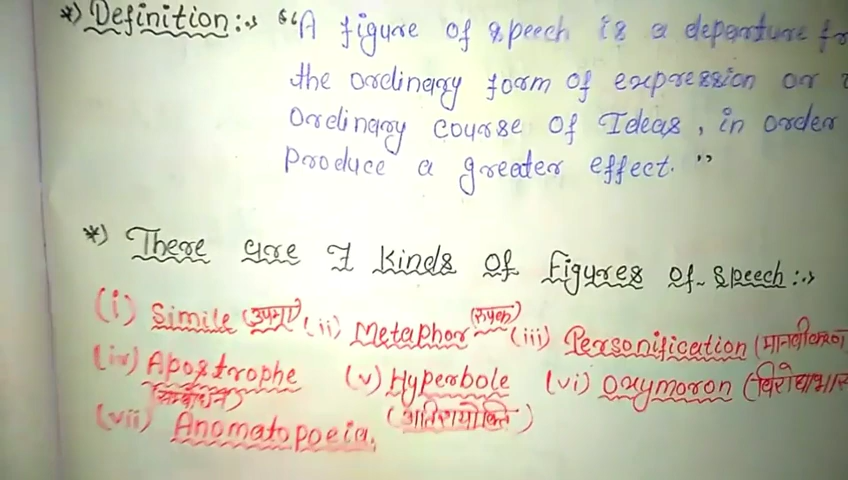 *) Definition:-> "A figure of speech is a departure
the ordinary form of expression or
Ordinary course of Ideas, in order
Produce a greater effect."
*) There are 7 kinds of figures of speech:->
(i) Simile (उपमा) (ii) Metaphor (रूपक) (iii) Personification (मानवीकरण)
(iv) Apostrophe (v) Hyperbole (vi) Oxymoron (विरोधाभास
(सम्बोधन) (अतिशयोक्ति)
(vii) Anomatopoeia.